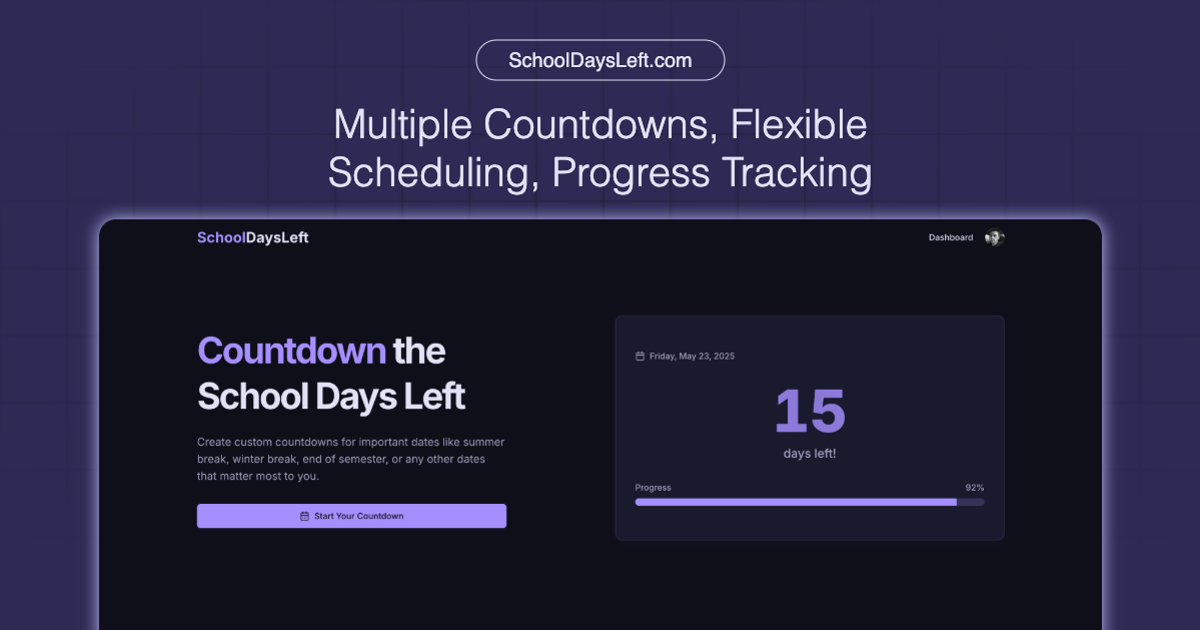 SchoolDaysLeft.com
Multiple Countdowns, Flexible
Scheduling, Progress Tracking
SchoolDaysLeft
Dashboard
Countdown the
School Days Left
Create custom countdowns for important dates like summer
break, winter break, end of semester, or any other dates
that matter most to you.
Start Your Countdown
Friday, May 23, 2025
15
days left!
Progress
92%